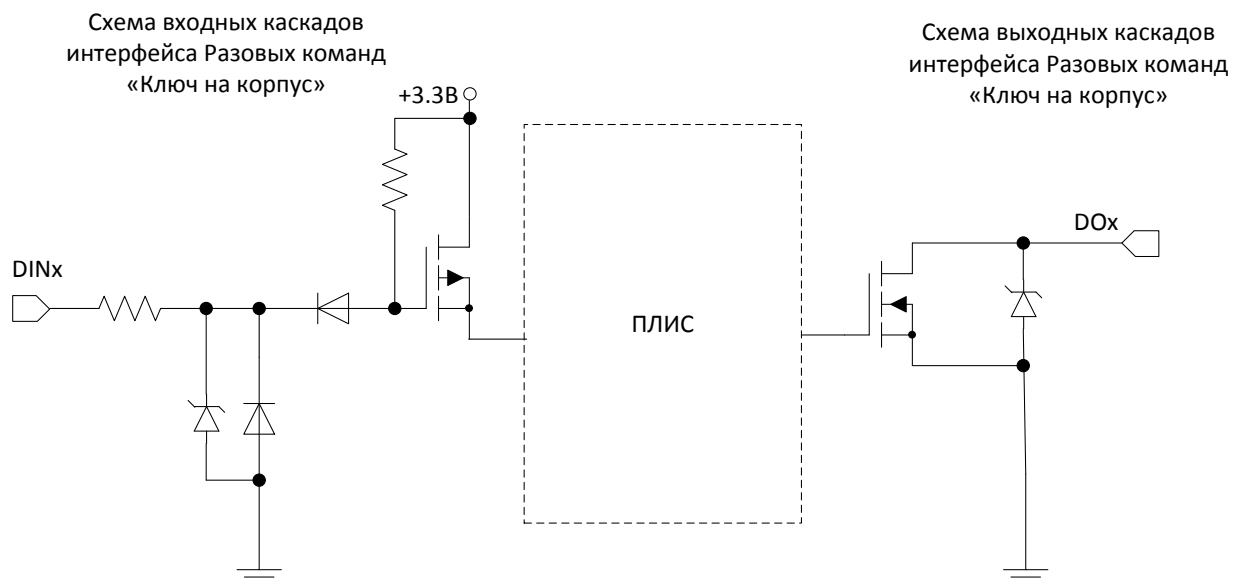 Схема входных каскадов
интерфейса Разовых команд
«Ключ на корпус»
Схема выходных каскадов
интерфейса Разовых команд
«Ключ на корпус»
+3.3В
DINx
ПЛИС
DOx